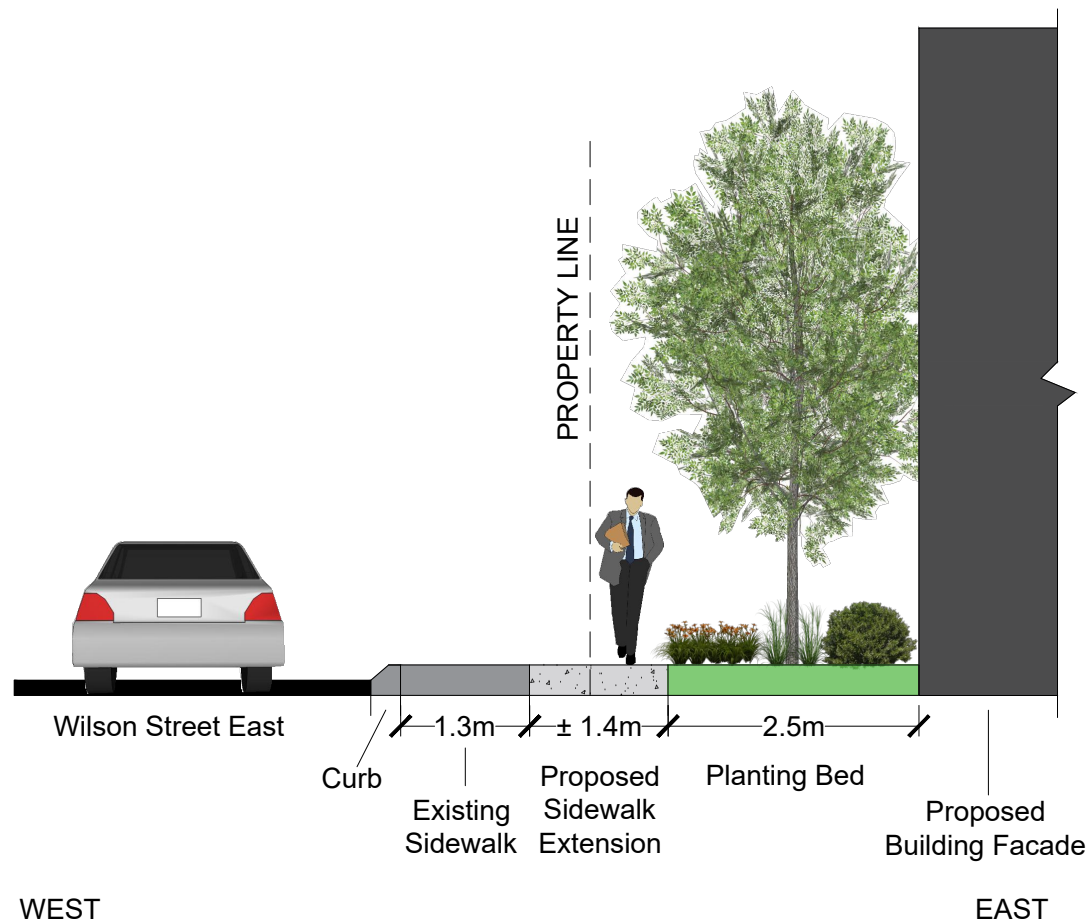 PROPERTY LINE
Wilson Street East
1.3m
± 1.4m
2.5m
Curb
Existing
Sidewalk
Proposed
Sidewalk
Extension
Planting Bed
Proposed
Building Facade
WEST
EAST